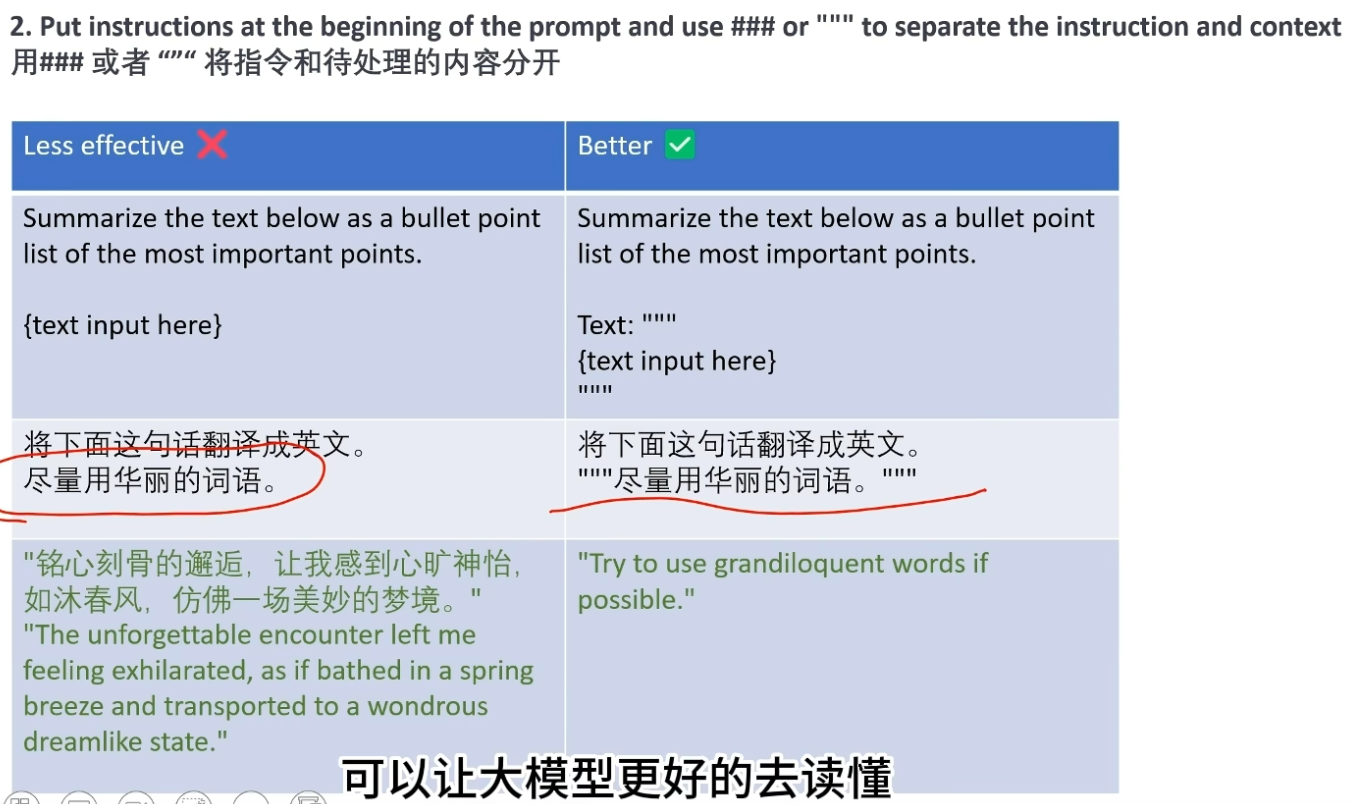 2. Put instructions at the beginning of the prompt and use ### or """ to separate the instruction and context
用### 或者 “”“ 将指令和待处理的内容分开
Less effective ❌
Better ✅
Summarize the text below as a bullet point
list of the most important points.
{text input here}
Summarize the text below as a bullet point
list of the most important points.
Text: """
{text input here}
"""
将下面这句话翻译成英文。
尽量用华丽的词语。
将下面这句话翻译成英文。
"""尽量用华丽的词语。"""
"铭心刻骨的邂逅，让我感到心旷神怡，
如沐春风，仿佛一场美妙的梦境。"
"The unforgettable encounter left me
feeling exhilarated, as if bathed in a spring
breeze and transported to a wondrous
dreamlike state."
"Try to use grandiloquent words if
possible."
可以让大模型更好的去读懂